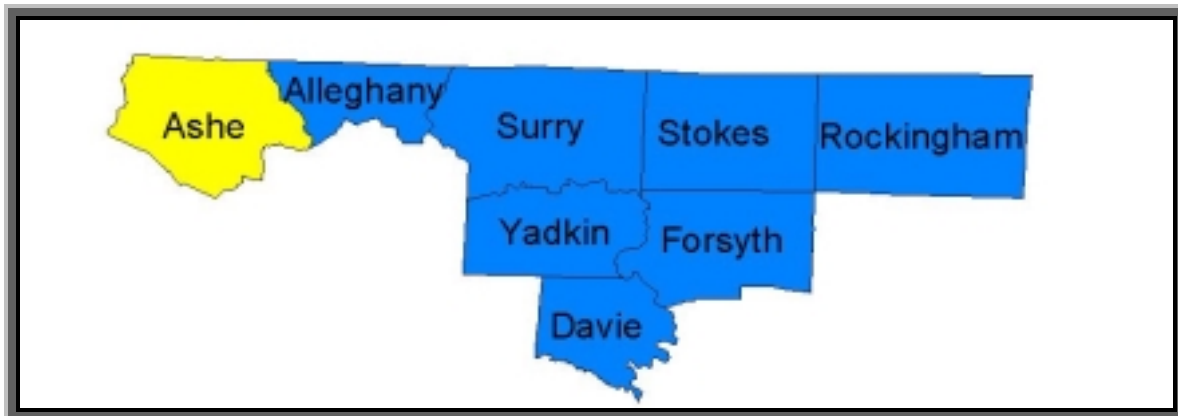 Ashe
Alleghany
Surry
Stokes
Rockingham
Yadkin
Forsyth
Davie